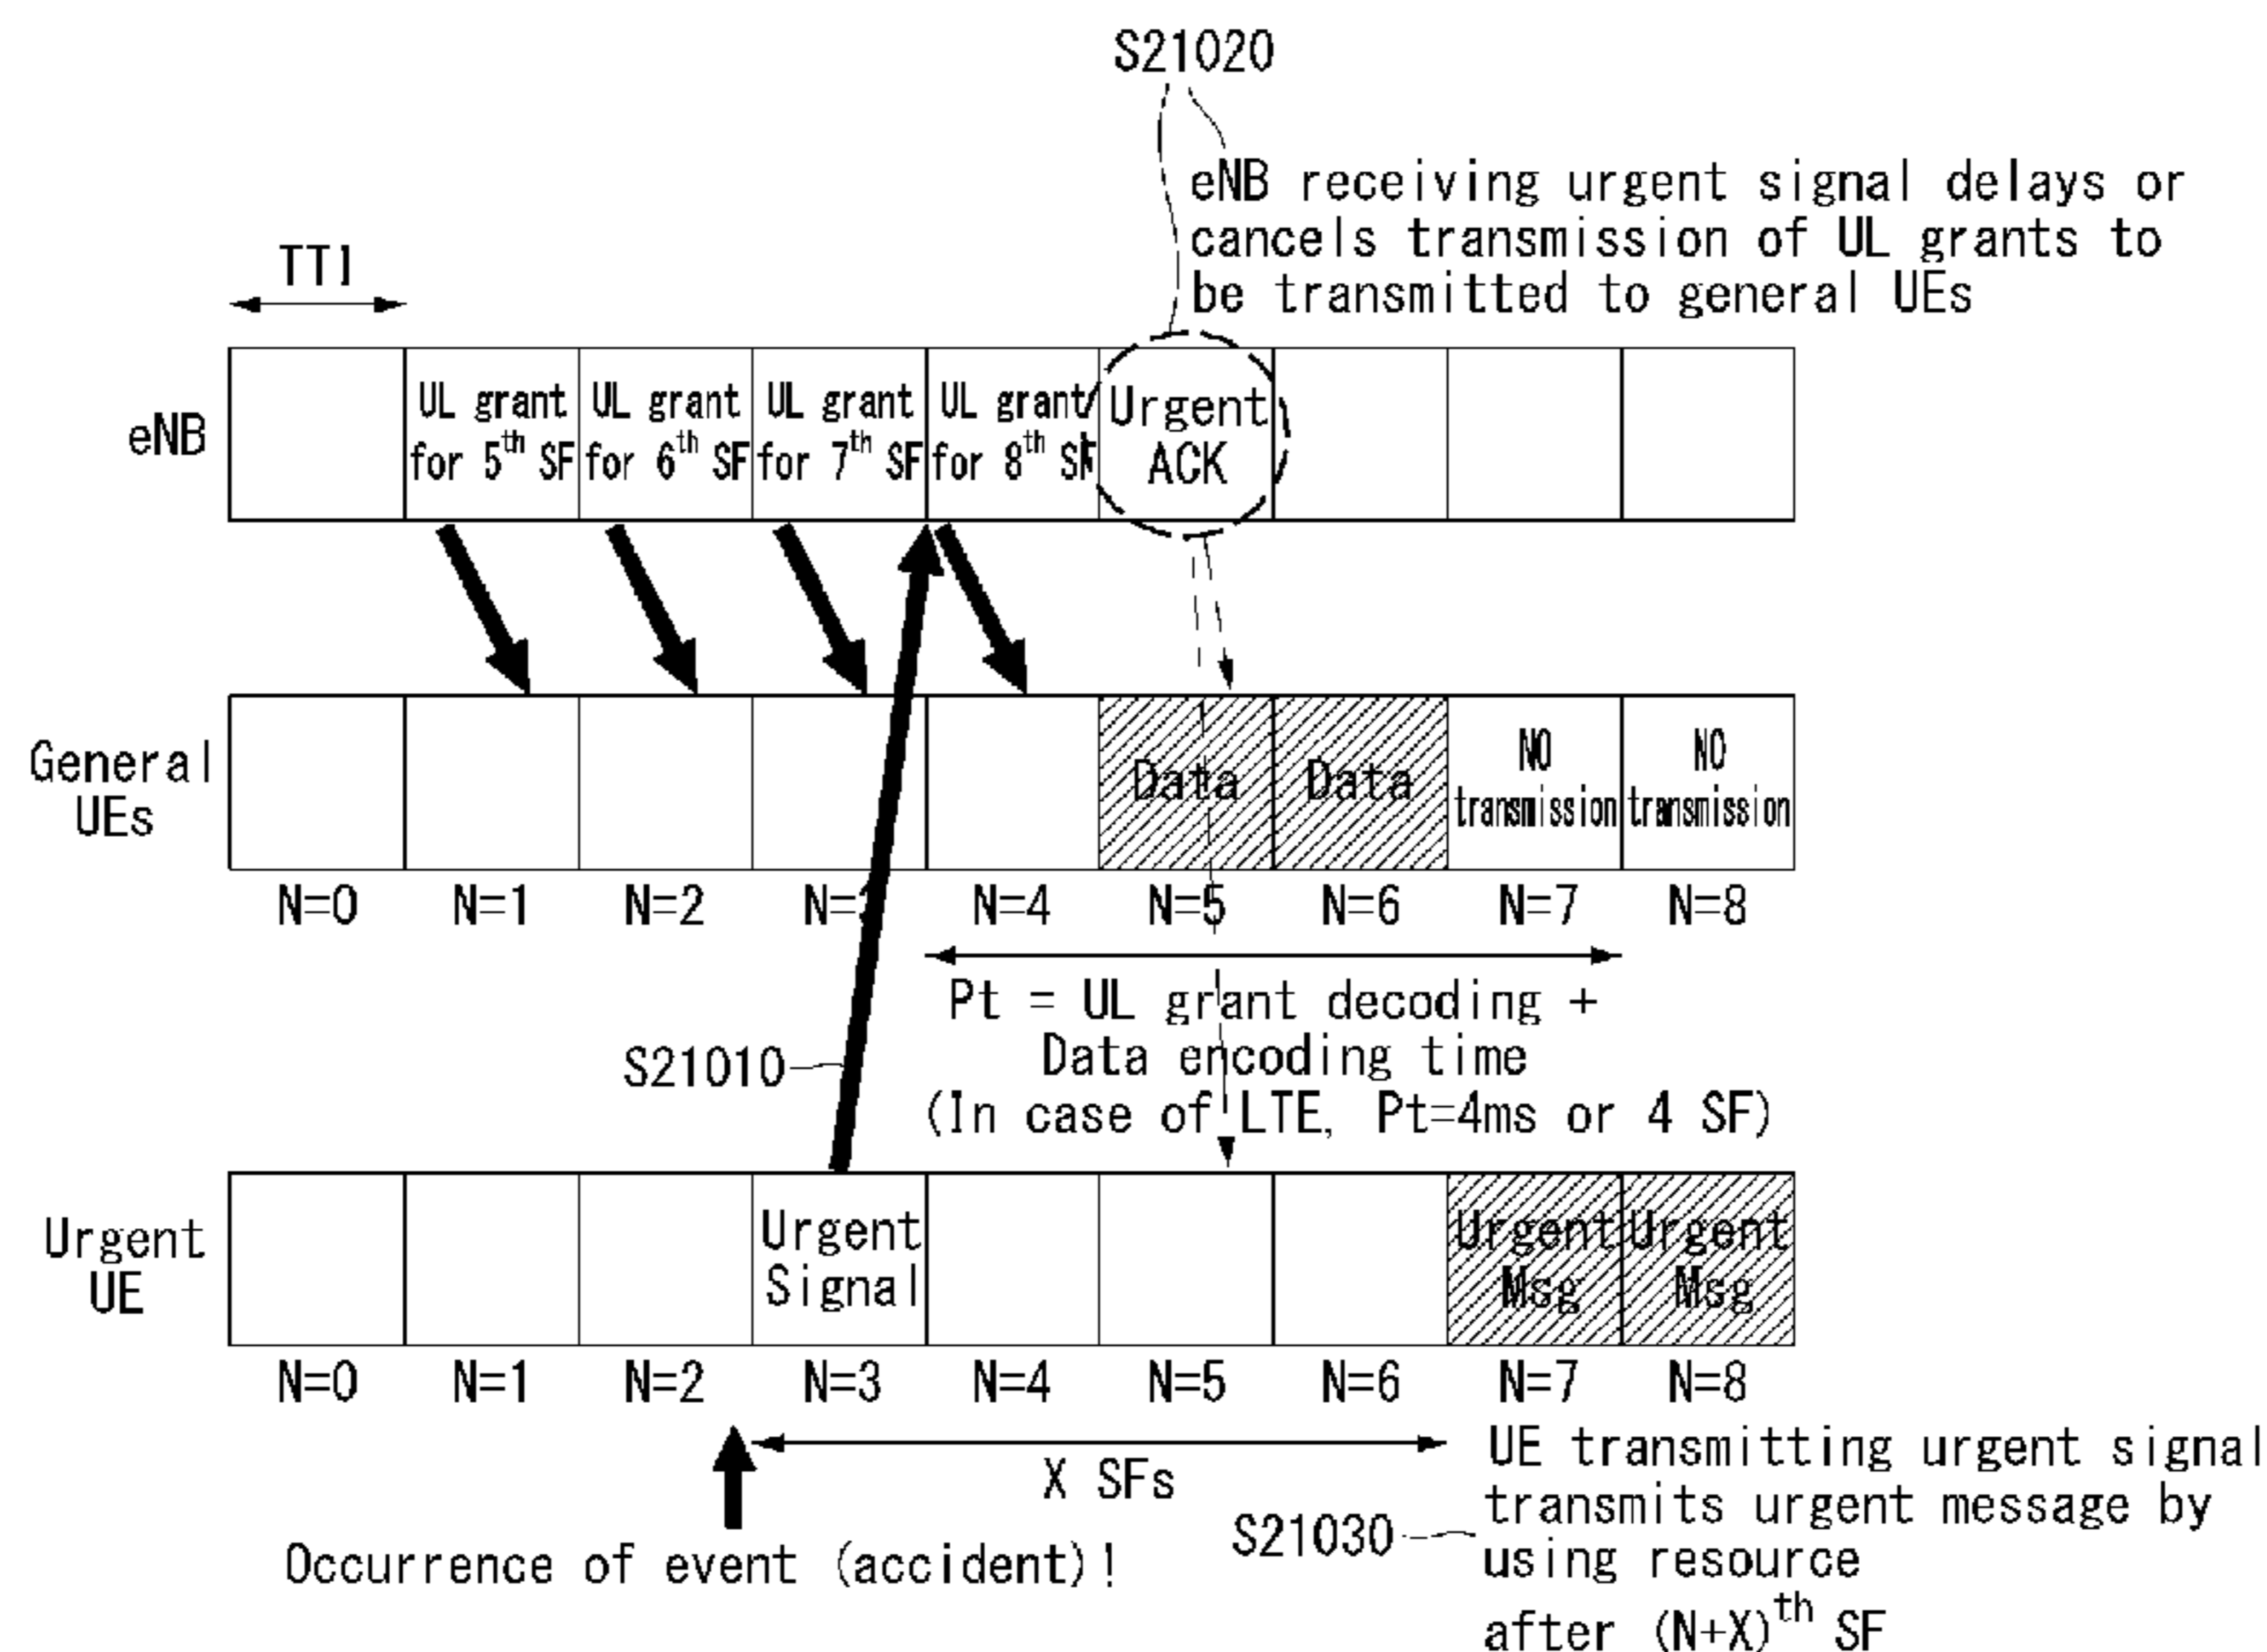 S21020
eNB receiving urgent signal delays or
cancels transmission of UL grants to
be transmitted to general UEs
TTI
eNB
UL grant for 5th SF
UL grant for 6th SF
UL grant for 7th SF
UL grant for 8th SF
Urgent ACK
General
UEs
Data
Data
NO transmission
NO transmission
N=0 N=1 N=2 N=3 N=4 N=5 N=6 N=7 N=8
Pt = UL grant decoding +
Data encoding time
(In case of LTE, Pt=4ms or 4 SF)
S21010
Urgent
UE
Urgent Signal
Urgent Msg
Urgent Msg
N=0 N=1 N=2 N=3 N=4 N=5 N=6 N=7 N=8
X SFs
Occurrence of event (accident)!
S21030
UE transmitting urgent signal
transmits urgent message by
using resource
after (N+X)th SF